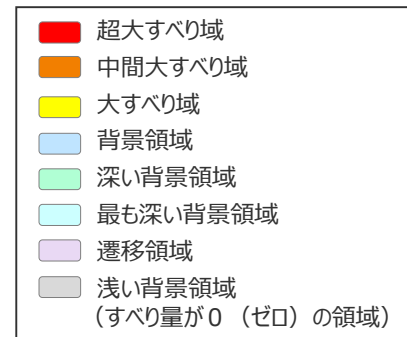 超大すべり域
中間大すべり域
大すべり域
背景領域
深い背景領域
最も深い背景領域
遷移領域
浅い背景領域
（すべり量が０（ゼロ）の領域）